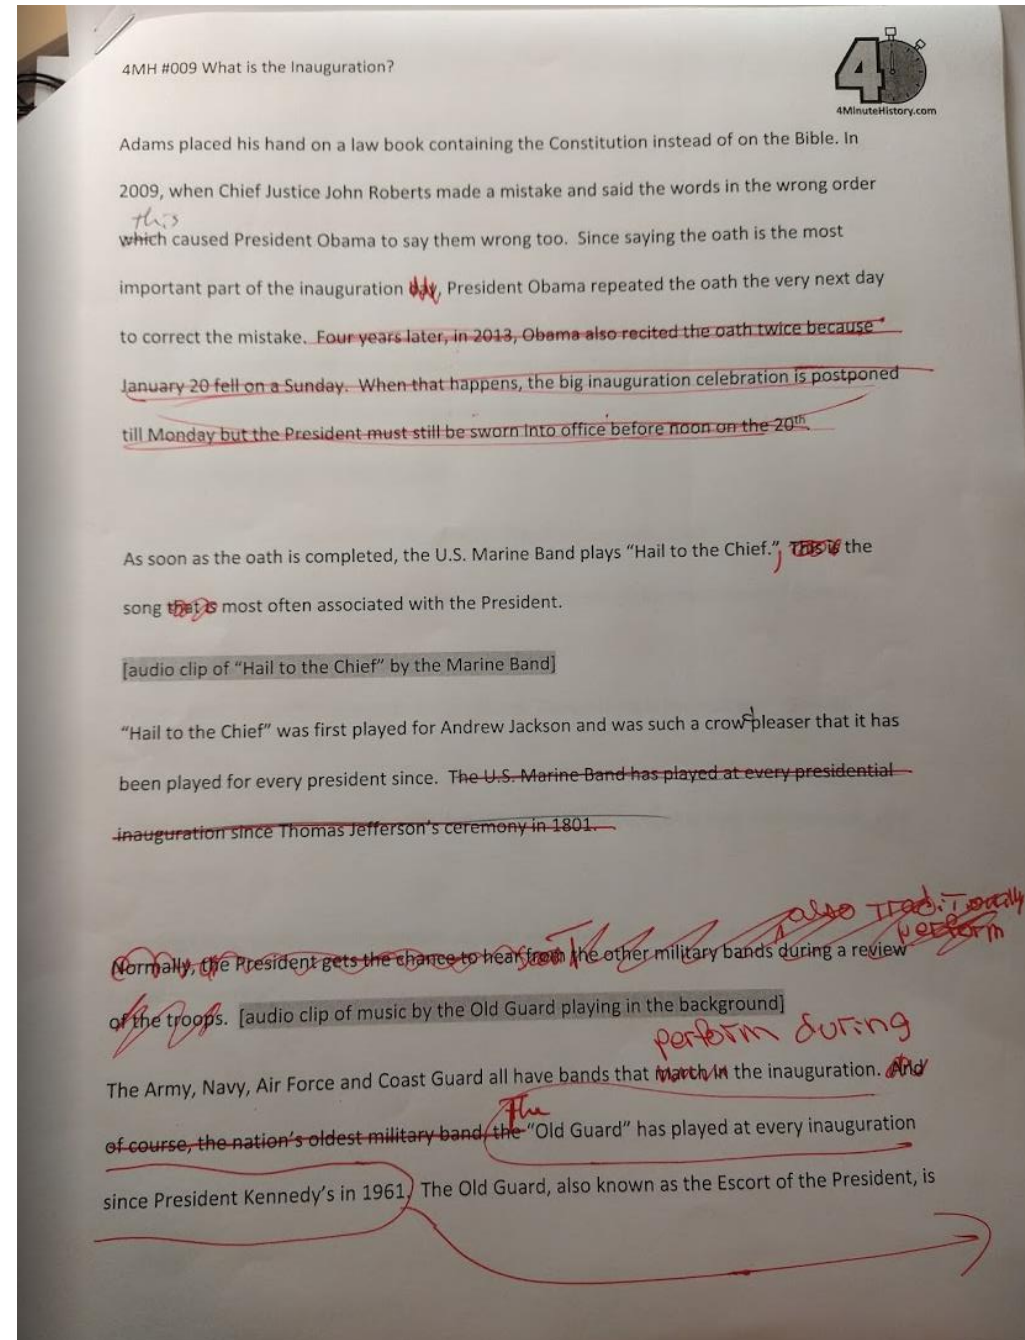 4MH #009 What is the Inauguration?
4
4MinuteHistory.com
Adams placed his hand on a law book containing the Constitution instead of on the Bible. In
2009, when Chief Justice John Roberts made a mistake and said the words in the wrong order
this
which caused President Obama to say them wrong too. Since saying the oath is the most
important part of the inauguration day, President Obama repeated the oath the very next day
to correct the mistake. Four years later, in 2013, Obama also recited the oath twice because
January 20 fell on a Sunday. When that happens, the big inauguration celebration is postponed
till Monday but the President must still be sworn into office before noon on the 20th
As soon as the oath is completed, the U.S. Marine Band plays “Hail to the Chief.”, This is the
song that is most often associated with the President.
[audio clip of “Hail to the Chief” by the Marine Band]
“Hail to the Chief” was first played for Andrew Jackson and was such a crowd pleaser that it has
been played for every president since. The U.S. Marine Band has played at every presidential
inauguration since Thomas Jefferson’s ceremony in 1801.
also traditionally
perform
Normally, the President gets the chance to hear from the other military bands during a review
of the troops. [audio clip of music by the Old Guard playing in the background]
perform during
The Army, Navy, Air Force and Coast Guard all have bands that march in the inauguration. And
The
of course, the nation’s oldest military band, the “Old Guard” has played at every inauguration
since President Kennedy’s in 1961. The Old Guard, also known as the Escort of the President, is